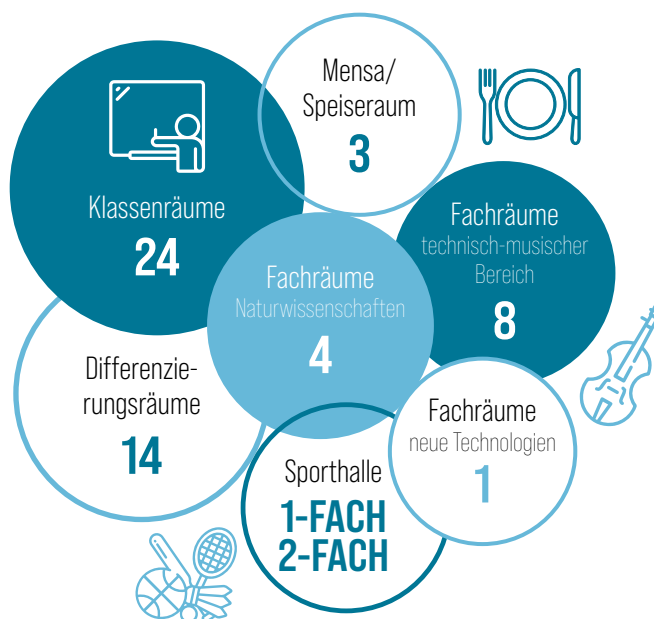 Mensa/
Speiseraum
3
Klassenräume
24
Fachräume
technisch-musischer
Bereich
8
Fachräume
Naturwissenschaften
4
Differenzie-
rungsräume
14
Fachräume
neue Technologien
1
Sporthalle
1-FACH
2-FACH